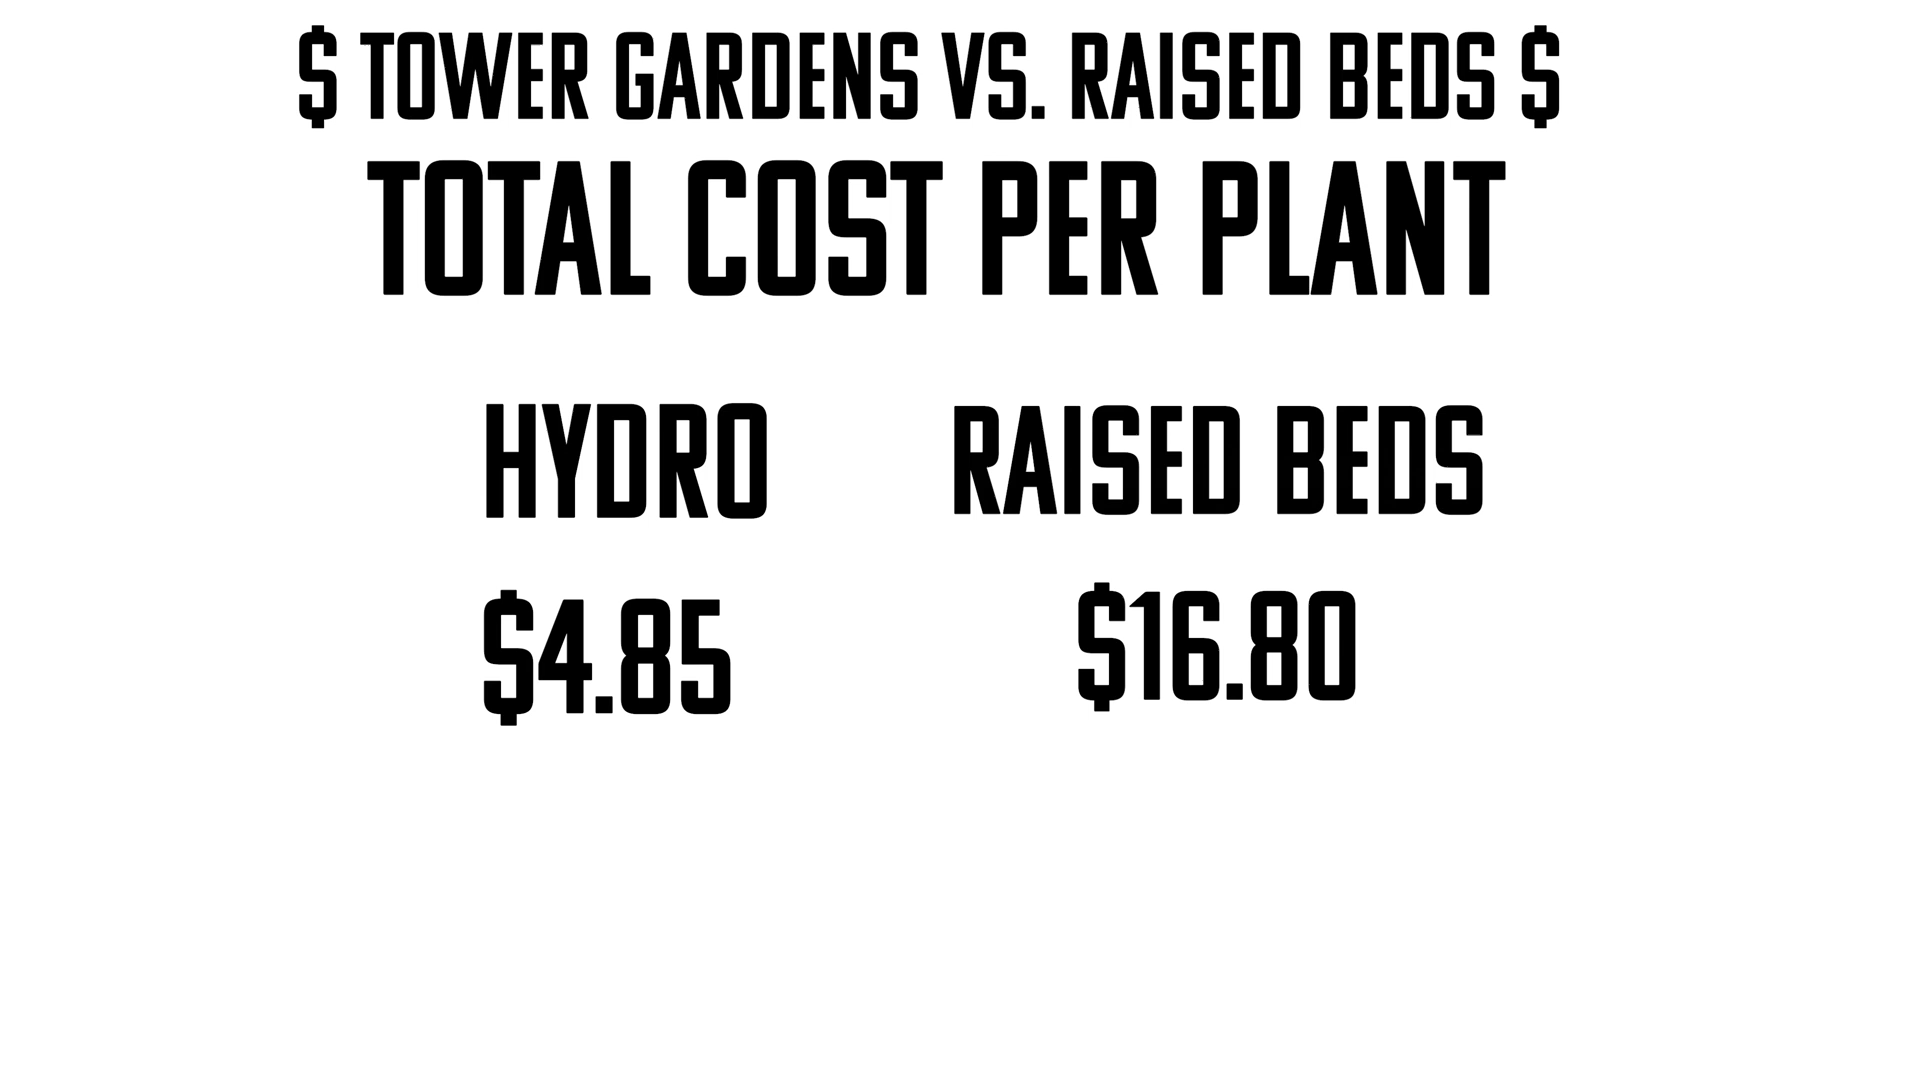 $ TOWER GARDENS VS. RAISED BEDS $
TOTAL COST PER PLANT
HYDRO RAISED BEDS
$4.85 $16.80